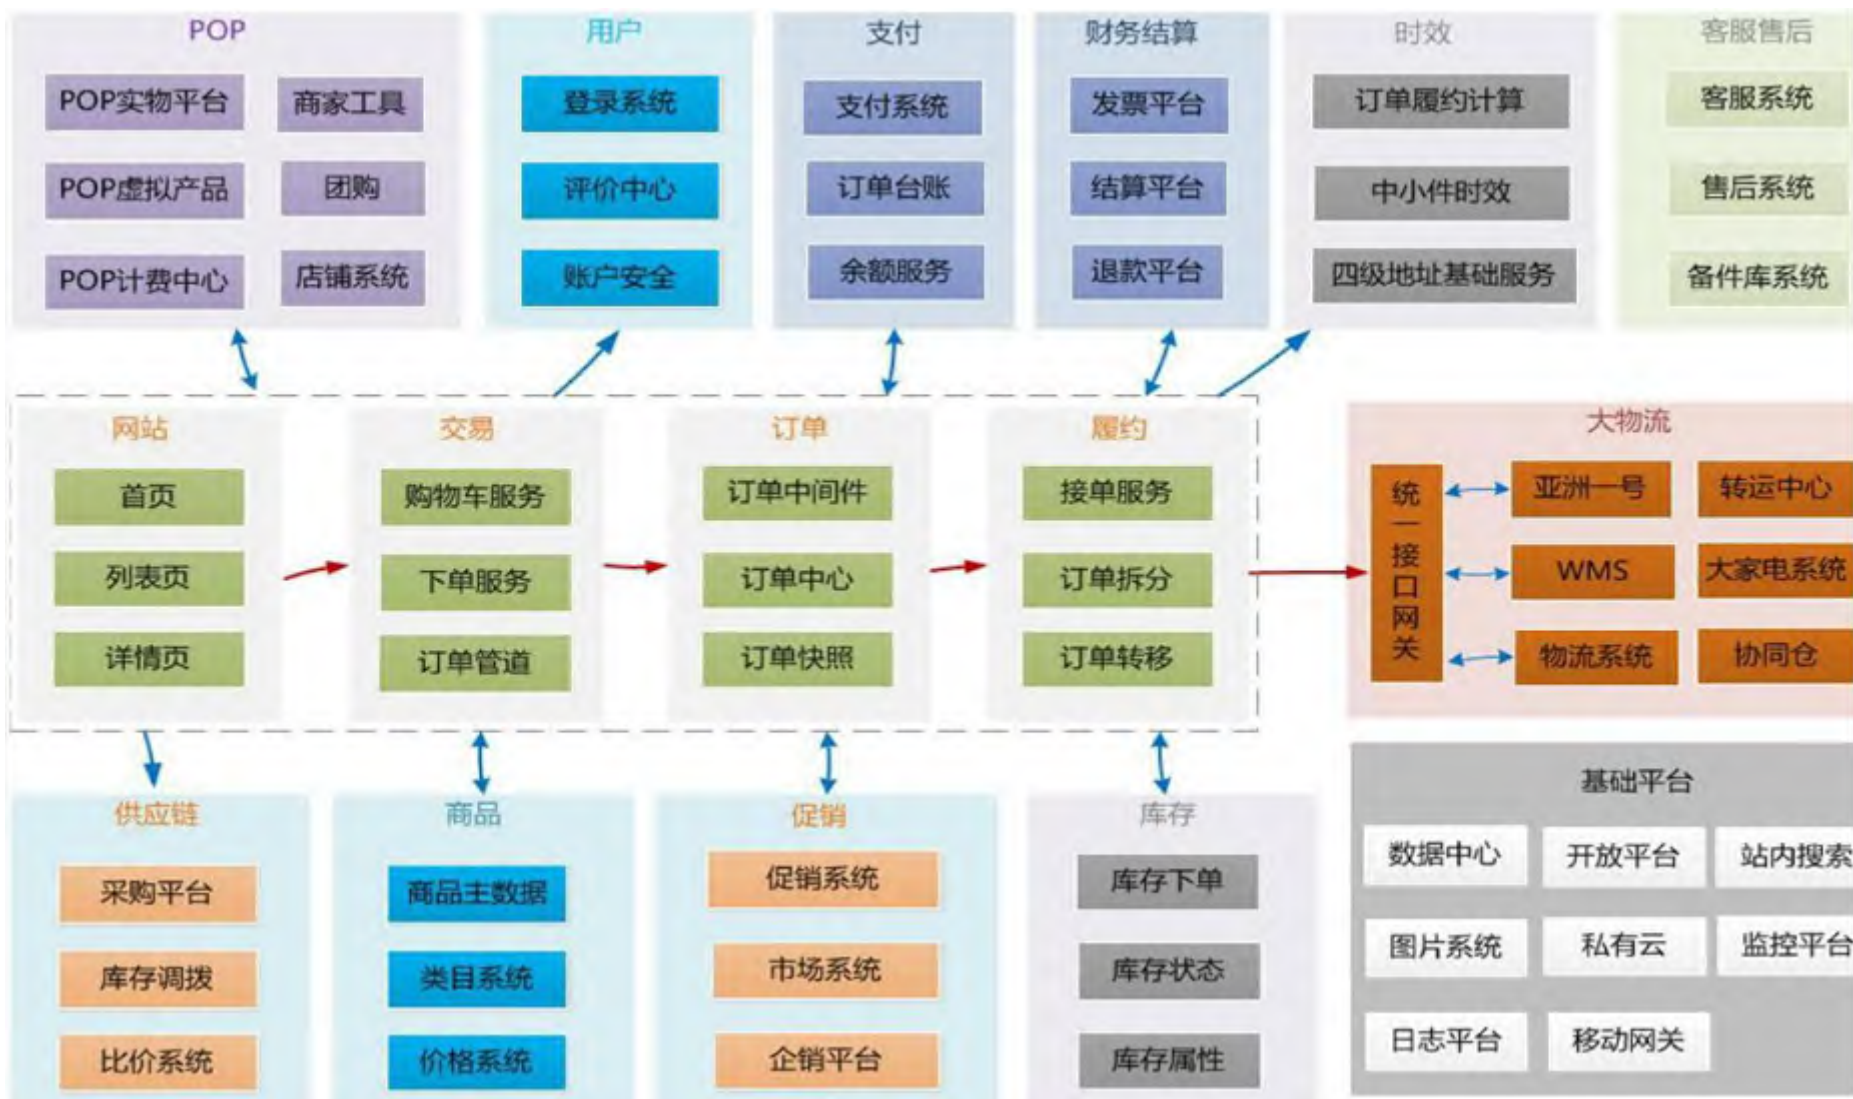 POP
POP实物平台
商家工具
POP虚拟产品
团购
POP计费中心
店铺系统
用户
登录系统
评价中心
账户安全
支付
支付系统
订单台账
余额服务
财务结算
发票平台
结算平台
退款平台
时效
订单履约计算
中小件时效
四级地址基础服务
客服售后
客服系统
售后系统
备件库系统
网站
首页
列表页
详情页
交易
购物车服务
下单服务
订单管道
订单
订单中间件
订单中心
订单快照
履约
接单服务
订单拆分
订单转移
大物流
统一接口网关
亚洲一号
转运中心
WMS
大家电系统
物流系统
协同仓
供应链
采购平台
库存调拨
比价系统
商品
商品主数据
类目系统
价格系统
促销
促销系统
市场系统
企销平台
库存
库存下单
库存状态
库存属性
基础平台
数据中心
开放平台
站内搜索
图片系统
私有云
监控平台
日志平台
移动网关